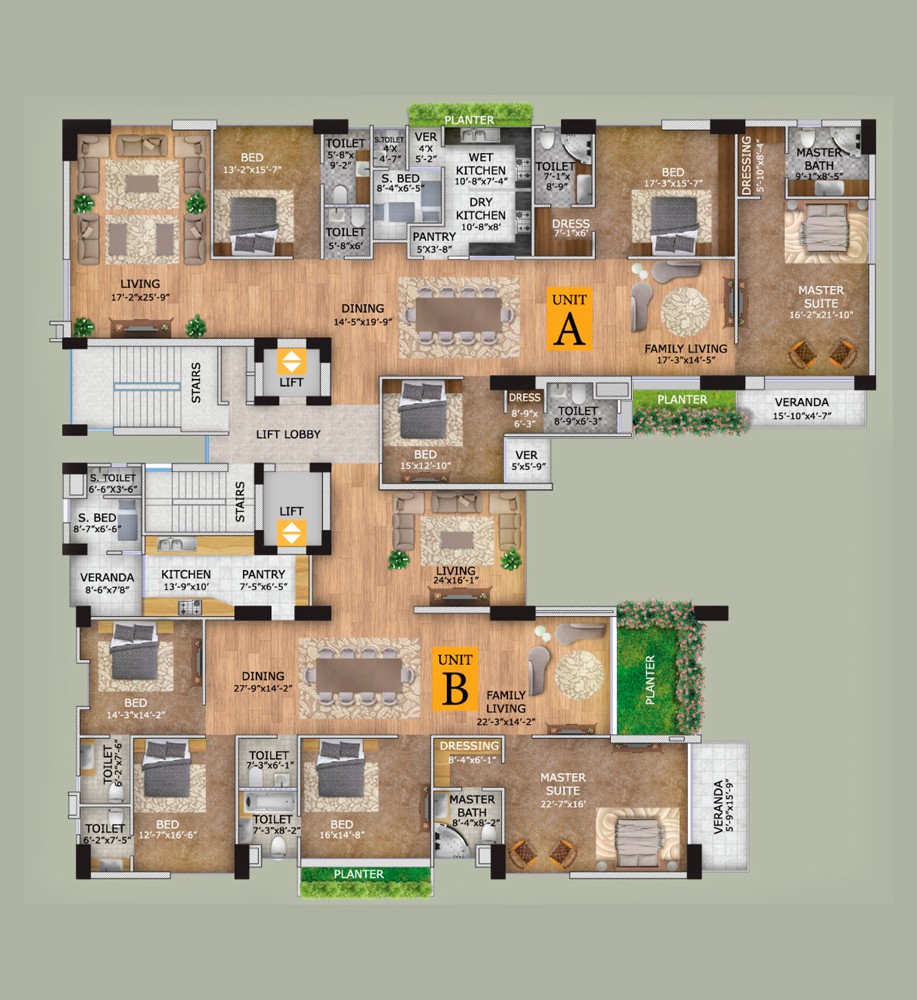 PLANTER
BED
13'-2"x15'-7"
TOILET
5'-8"x
9'-2"
S.TOILET
4'X
4'-7"
VER
4'X
5'-2"
WET
KITCHEN
10'-8"x7'-4"
DRY
KITCHEN
10'-8"x8'
S. BED
8'-4"x6'-5"
TOILET
5'-8"x6'
PANTRY
5'X3'-8"
TOILET
7'-1"x
8'-9"
DRESS
7'-1"x6'
BED
17'-3"x15'-7"
DRESSING
5'-10"x8'-4"
MASTER
BATH
9'-1"x8'-5"
LIVING
17'-2"x25'-9"
DINING
14'-5"x19'-9"
UNIT
A
FAMILY LIVING
17'-3"x14'-5"
MASTER
SUITE
16'-2"x21'-10"
STAIRS
LIFT
LIFT LOBBY
BED
15'x12'-10"
DRESS
8'-9"x
6'-3"
TOILET
8'-9"x6'-3"
VER
5'x5'-9"
PLANTER
VERANDA
15'-10"x4'-7"
S. TOILET
6'-6"X3'-6"
S. BED
8'-7"x6'-6"
STAIRS
LIFT
VERANDA
8'-6"x7'8"
KITCHEN
13'-9"x10'
PANTRY
7'-5"x6'-5"
LIVING
24'x16'-1"
BED
14'-3"x14'-2"
DINING
27'-9"x14'-2"
UNIT
B
FAMILY
LIVING
22'-3"x14'-2"
PLANTER
TOILET
6'-2"x7'-6"
TOILET
6'-2"x7'-5"
BED
12'-7"x16'-6"
TOILET
7'-3"x6'-1"
TOILET
7'-3"x8'-2"
BED
16'x14'-8"
DRESSING
8'-4"x6'-1"
MASTER
BATH
8'-4"x8'-2"
MASTER
SUITE
22'-7"x16'
VERANDA
5'-9"x15'-9"
PLANTER